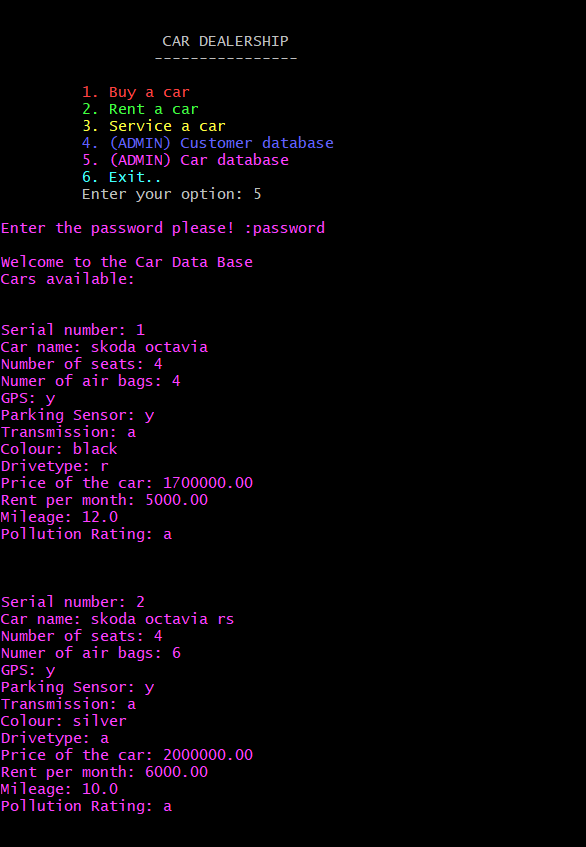 CAR DEALERSHIP
----------------
1. Buy a car
2. Rent a car
3. Service a car
4. (ADMIN) Customer database
5. (ADMIN) Car database
6. Exit..
Enter your option: 5
Enter the password please! :password
Welcome to the Car Data Base
Cars available:
Serial number: 1
Car name: skoda octavia
Number of seats: 4
Numer of air bags: 4
GPS: y
Parking Sensor: y
Transmission: a
Colour: black
Drivetype: r
Price of the car: 1700000.00
Rent per month: 5000.00
Mileage: 12.0
Pollution Rating: a
Serial number: 2
Car name: skoda octavia rs
Number of seats: 4
Numer of air bags: 6
GPS: y
Parking Sensor: y
Transmission: a
Colour: silver
Drivetype: a
Price of the car: 2000000.00
Rent per month: 6000.00
Mileage: 10.0
Pollution Rating: a